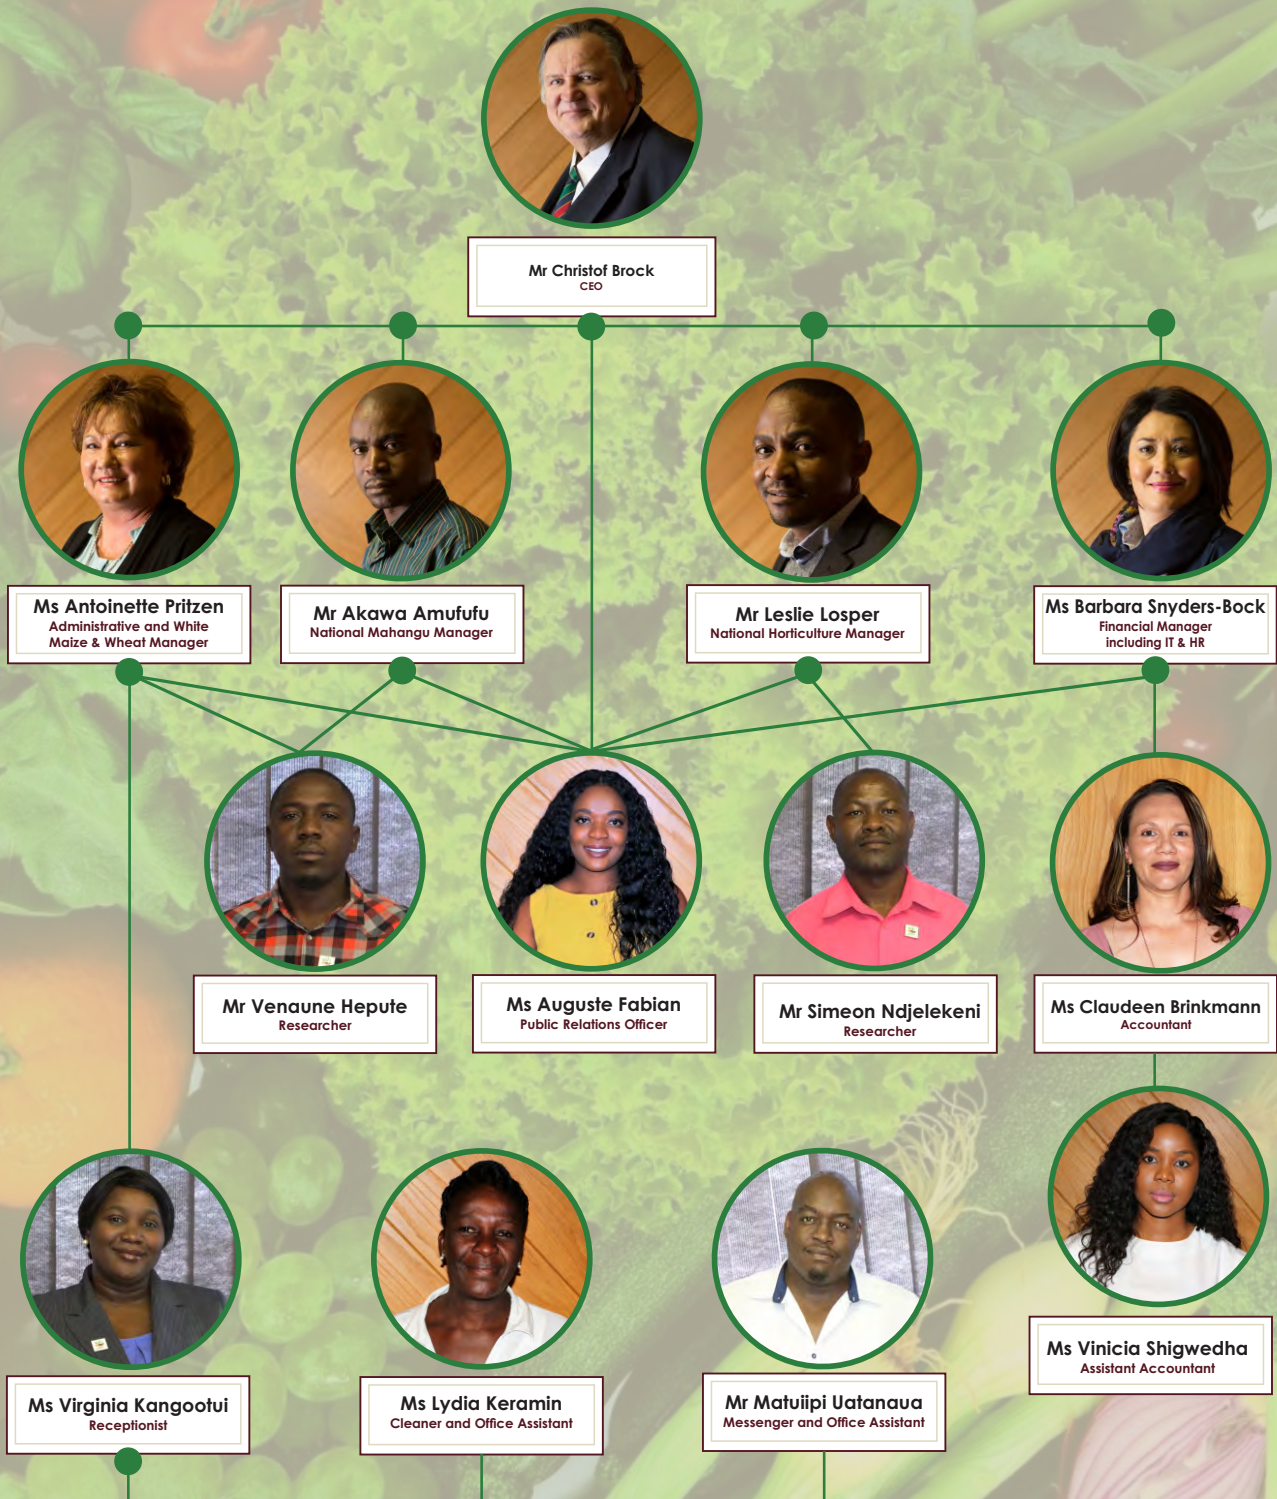 Mr Christof Brock
CEO
Ms Antoinette Pritzen
Administrative and White
Maize & Wheat Manager
Mr Akawa Amufufu
National Mahangu Manager
Mr Leslie Losper
National Horticulture Manager
Ms Barbara Snyders-Bock
Financial Manager
including IT & HR
Mr Venaune Hepute
Researcher
Ms Auguste Fabian
Public Relations Officer
Mr Simeon Ndjelekeni
Researcher
Ms Claudeen Brinkmann
Accountant
Ms Vinicia Shigwedha
Assistant Accountant
Ms Virginia Kangootui
Receptionist
Ms Lydia Keramin
Cleaner and Office Assistant
Mr Matuiipi Uatanaua
Messenger and Office Assistant